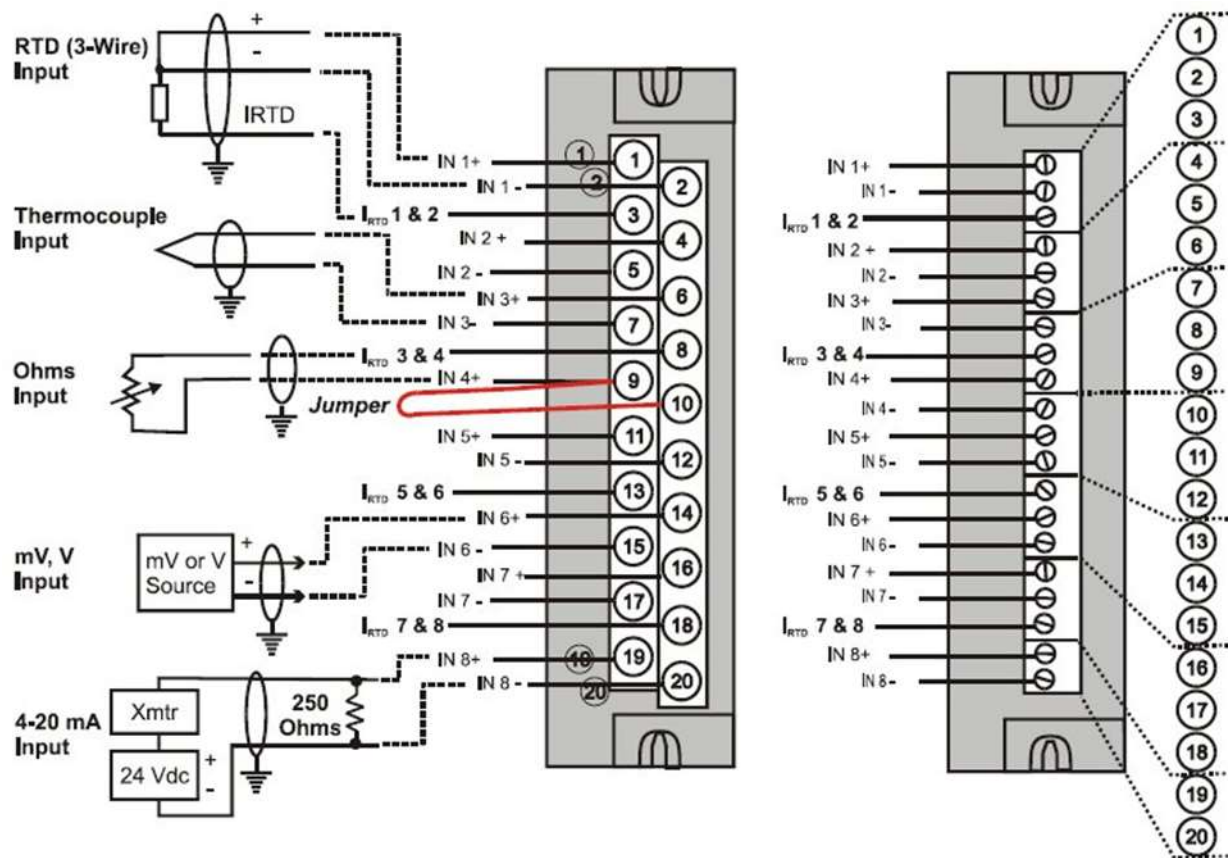 RTD (3-Wire)
Input
+
-
IRTD
Thermocouple
Input
Ohms
Input
Jumper
mV, V
Input
mV or V
Source
+
-
4-20 mA
Input
Xmtr
24 Vdc
+
-
250
Ohms
IN 1+
IN 1 -
IRTD 1 & 2
IN 2 +
IN 2 -
IN 3+
IN 3-
IRTD 3 & 4
IN 4+
IN 5+
IN 5 -
IRTD 5 & 6
IN 6+
IN 6 -
IN 7 +
IN 7 -
IRTD 7 & 8
IN 8+
IN 8 -
1
2
19
20
1
2
3
4
5
6
7
8
9
10
11
12
13
14
15
16
17
18
19
20
IN 1+
IN 1-
IRTD 1 & 2
IN 2 +
IN 2-
IN 3+
IN 3-
IRTD 3 & 4
IN 4+
IN 4-
IN 5+
IN 5-
IRTD 5 & 6
IN 6+
IN 6-
IN 7 +
IN 7-
IRTD 7 & 8
IN 8+
IN 8-
1
2
3
4
5
6
7
8
9
10
11
12
13
14
15
16
17
18
19
20